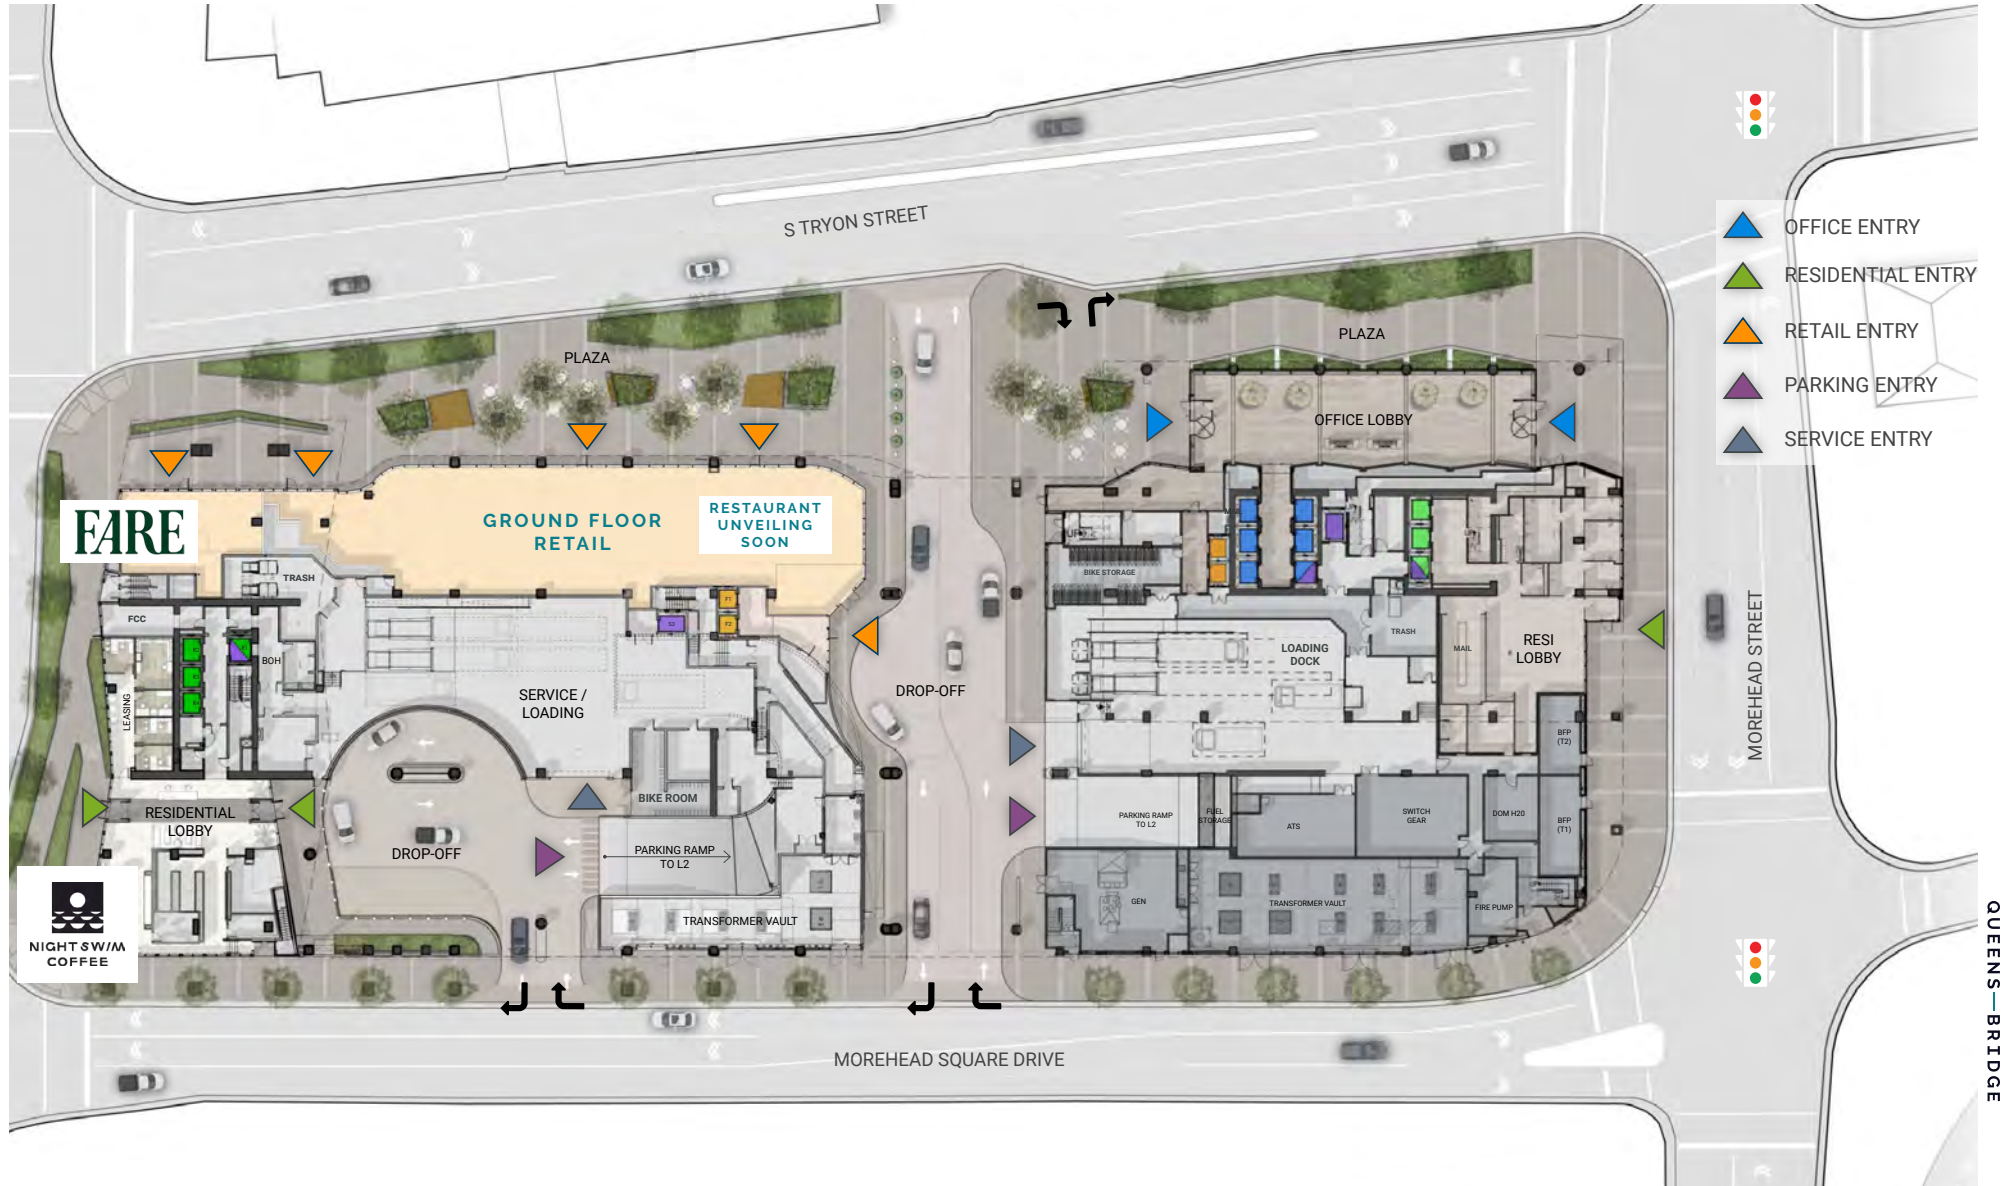 S TRYON STREET
OFFICE ENTRY
RESIDENTIAL ENTRY
RETAIL ENTRY
PARKING ENTRY
SERVICE ENTRY
PLAZA
PLAZA
OFFICE LOBBY
FARE
GROUND FLOOR
RETAIL
RESTAURANT
UNVEILING
SOON
TRASH
FCC
BOH
LEASING
SERVICE /
LOADING
BIKE ROOM
RESIDENTIAL
LOBBY
DROP-OFF
PARKING RAMP
TO L2
TRANSFORMER VAULT
NIGHT SWIM
COFFEE
DROP-OFF
BIKE STORAGE
TRASH
LOADING
DOCK
MAIL
RESI
LOBBY
BFP
(T2)
PARKING RAMP
TO L2
FUEL
STORAGE
ATS
SWITCH
GEAR
DOM H20
BFP
(T1)
GEN
TRANSFORMER VAULT
FIRE PUMP
MOREHEAD STREET
MOREHEAD SQUARE DRIVE
QUEENS—BRIDGE